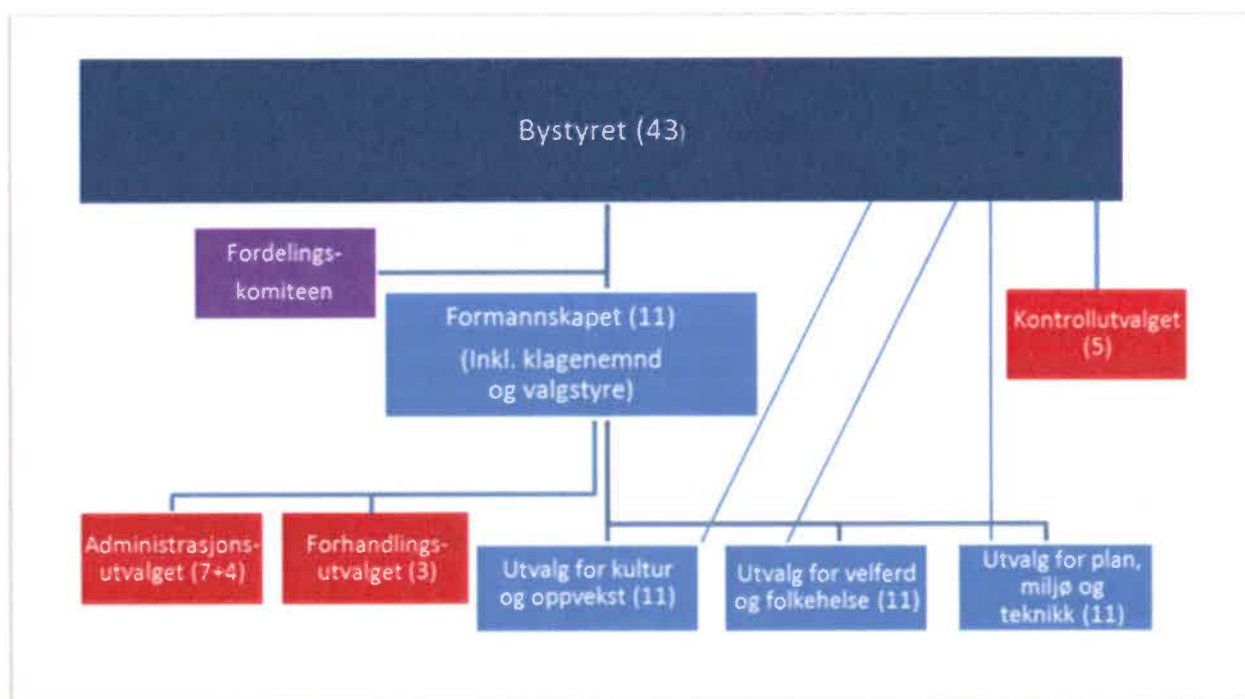 Bystyret (43)
Fordelings-
komiteen
Formannskapet (11)
(Inkl. klagenemnd
og valgstyre)
Kontrollutvalget
(5)
Administrasjons-
utvalget (7+4)
Forhandlings-
utvalget (3)
Utvalg for kultur
og oppvekst (11)
Utvalg for velferd
og folkehelse (11)
Utvalg for plan,
miljø og
teknikk (11)